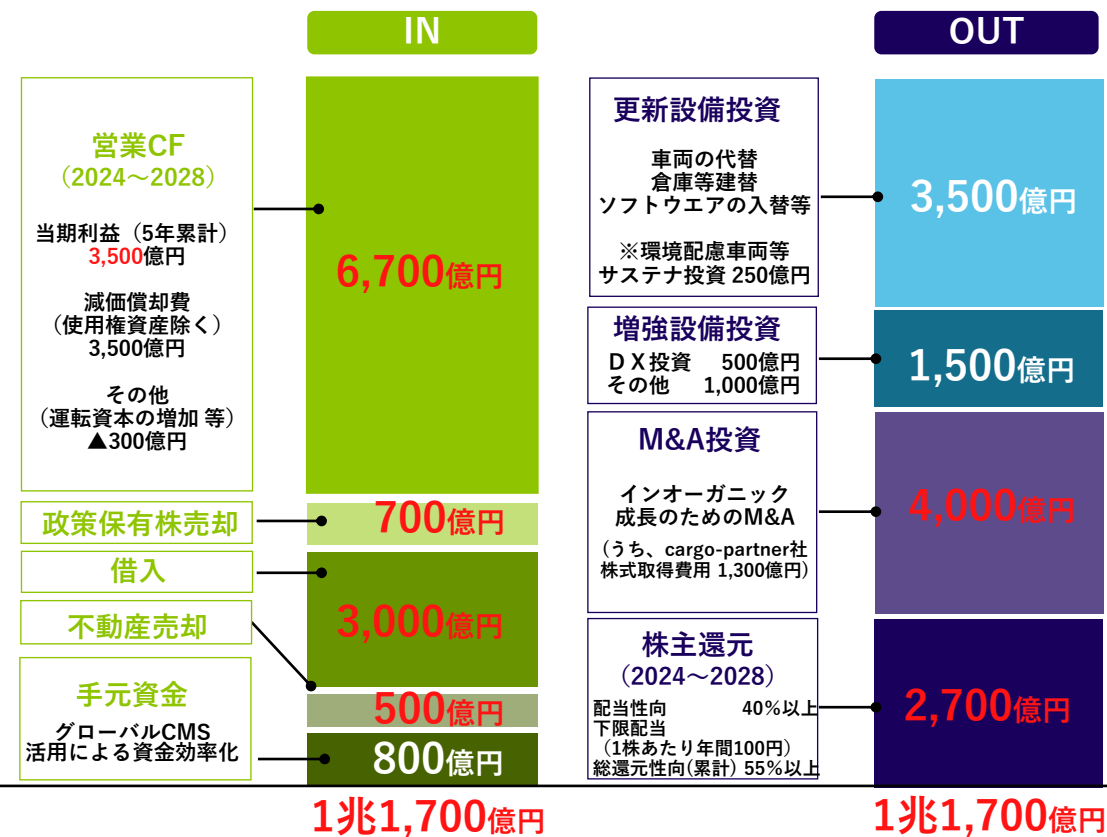 IN
営業CF
(2024～2028)
当期利益（5年累計）
3,500億円
減価償却費
（使用権資産除く）
3,500億円
その他
（運転資本の増加 等）
▲300億円
6,700億円
政策保有株売却
700億円
借入
3,000億円
不動産売却
500億円
手元資金
グローバルCMS
活用による資金効率化
800億円
1兆1,700億円
OUT
更新設備投資
車両の代替
倉庫等建替
ソフトウエアの入替等
※環境配慮車両等
サステナ投資 250億円
3,500億円
増強設備投資
ＤＸ投資 500億円
その他 1,000億円
1,500億円
M&A投資
インオーガニック
成長のためのM&A
(うち、cargo-partner社
株式取得費用 1,300億円)
4,000億円
株主還元
(2024～2028)
配当性向 40%以上
下限配当
（1株あたり年間100円）
総還元性向(累計) 55%以上
2,700億円
1兆1,700億円